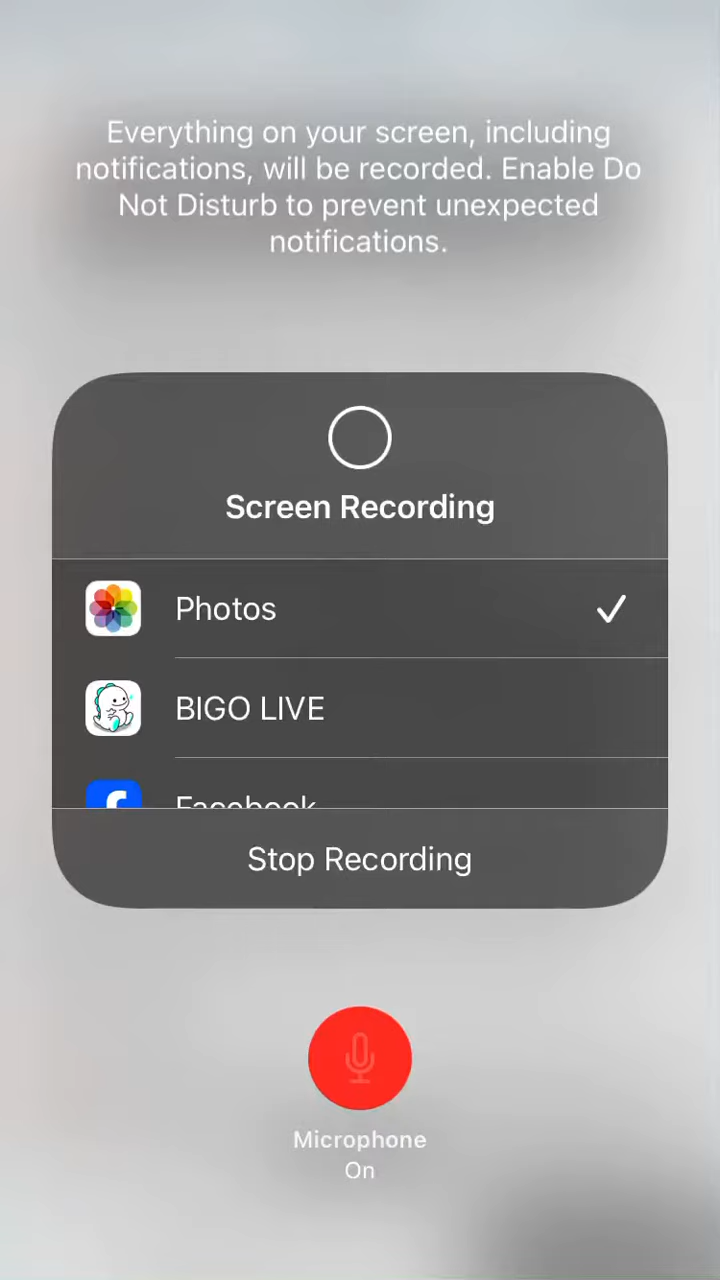 Everything on your screen, including
notifications, will be recorded. Enable Do
Not Disturb to prevent unexpected
notifications.
Screen Recording
Photos
BIGO LIVE
Facebook
Stop Recording
Microphone
On